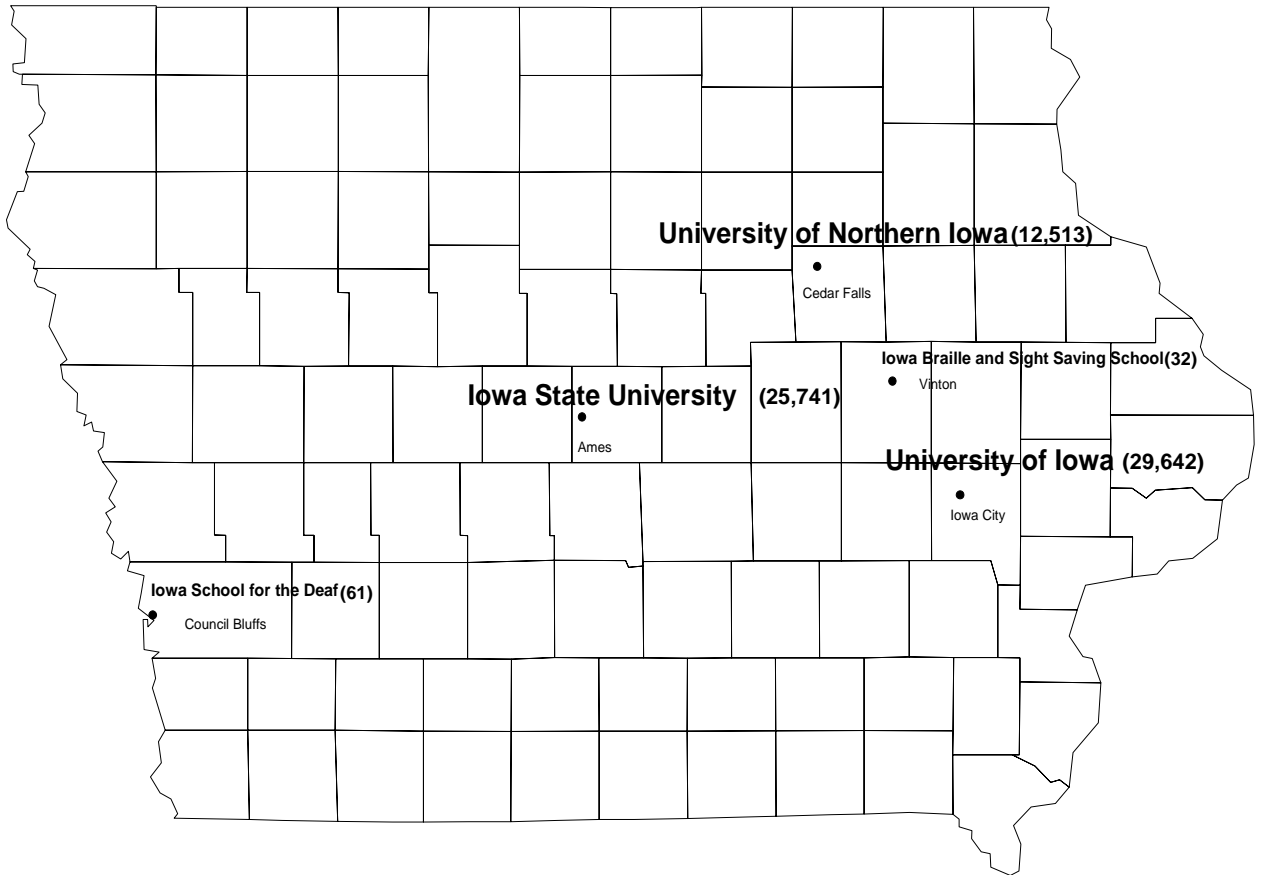 University of Northern Iowa (12,513)
Cedar Falls
Iowa Braille and Sight Saving School (32)
Vinton
Iowa State University (25,741)
Ames
University of Iowa (29,642)
Iowa City
Iowa School for the Deaf (61)
Council Bluffs